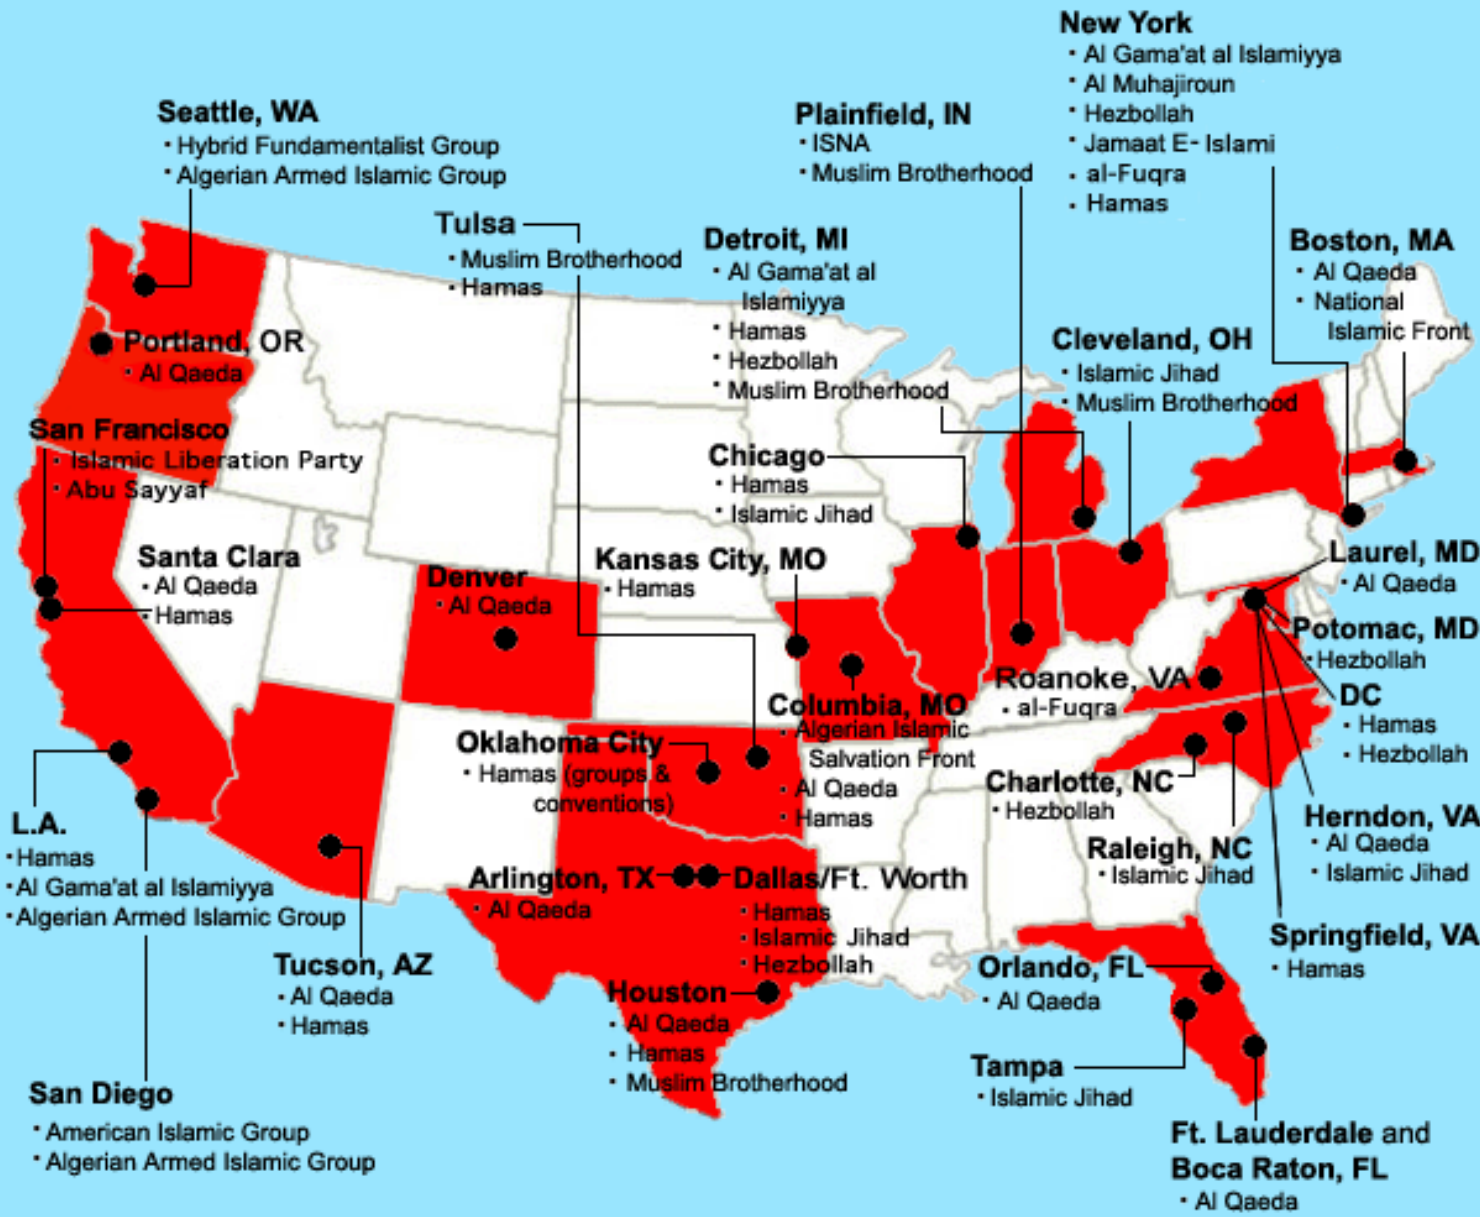 New York
· Al Gama'at al Islamiyya
· Al Muhajiroun
· Hezbollah
· Jamaat E- Islami
· al-Fuqra
· Hamas
Seattle, WA
· Hybrid Fundamentalist Group
· Algerian Armed Islamic Group
Plainfield, IN
· ISNA
· Muslim Brotherhood
Tulsa
· Muslim Brotherhood
· Hamas
Detroit, MI
· Al Gama'at al
Islamiyya
· Hamas
· Hezbollah
· Muslim Brotherhood
Boston, MA
· Al Qaeda
· National
Islamic Front
Portland, OR
· Al Qaeda
Cleveland, OH
· Islamic Jihad
· Muslim Brotherhood
San Francisco
· Islamic Liberation Party
· Abu Sayyaf
Chicago
· Hamas
· Islamic Jihad
Santa Clara
· Al Qaeda
· Hamas
Denver
· Al Qaeda
Kansas City, MO
· Hamas
Laurel, MD
· Al Qaeda
Potomac, MD
· Hezbollah
Roanoke, VA
· al-Fuqra
DC
· Hamas
· Hezbollah
Columbia, MO
· Algerian Islamic
Salvation Front
· Al Qaeda
· Hamas
Oklahoma City
· Hamas (groups &
conventions)
Charlotte, NC
· Hezbollah
Herndon, VA
· Al Qaeda
· Islamic Jihad
L.A.
· Hamas
· Al Gama'at al Islamiyya
· Algerian Armed Islamic Group
Raleigh, NC
· Islamic Jihad
Arlington, TX
· Al Qaeda
Dallas/Ft. Worth
· Hamas
· Islamic Jihad
· Hezbollah
Springfield, VA
· Hamas
Tucson, AZ
· Al Qaeda
· Hamas
Orlando, FL
· Al Qaeda
Houston
· Al Qaeda
· Hamas
· Muslim Brotherhood
Tampa
· Islamic Jihad
San Diego
· American Islamic Group
· Algerian Armed Islamic Group
Ft. Lauderdale and
Boca Raton, FL
· Al Qaeda